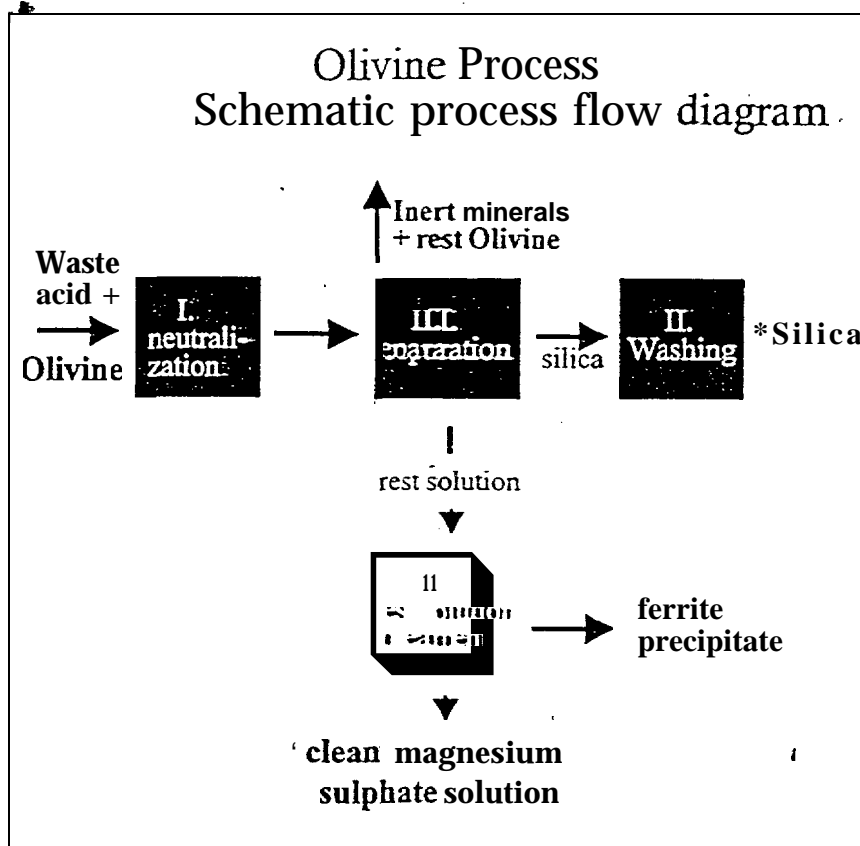 Olivine Process
Schematic process flow diagram
Inert minerals
+ rest Olivine
Waste
acid +
Olivine
I.
neutrali-
zation
silica
II.
Washing
*Silica
rest solution
11
ferrite
precipitate
clean magnesium
sulphate solution